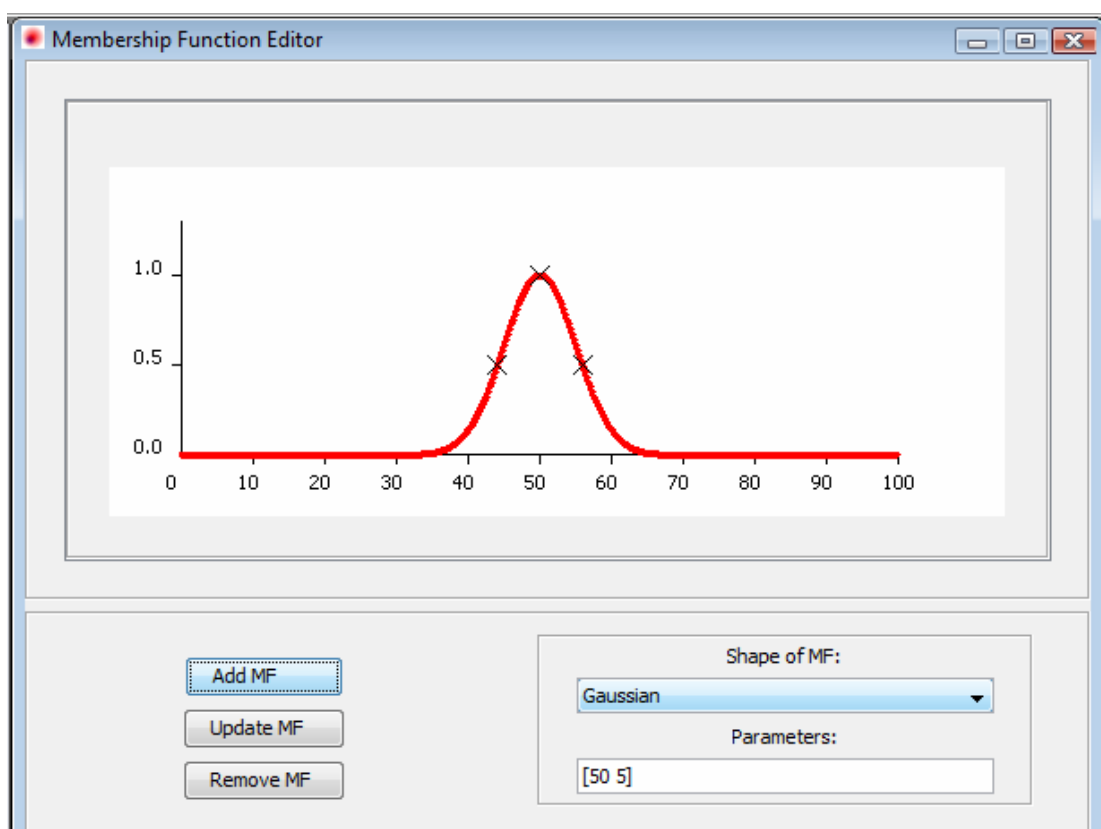 Membership Function Editor
1.0
0.5
0.0
0 10 20 30 40 50 60 70 80 90 100
Add MF
Update MF
Remove MF
Shape of MF:
Gaussian
Parameters:
[50 5]